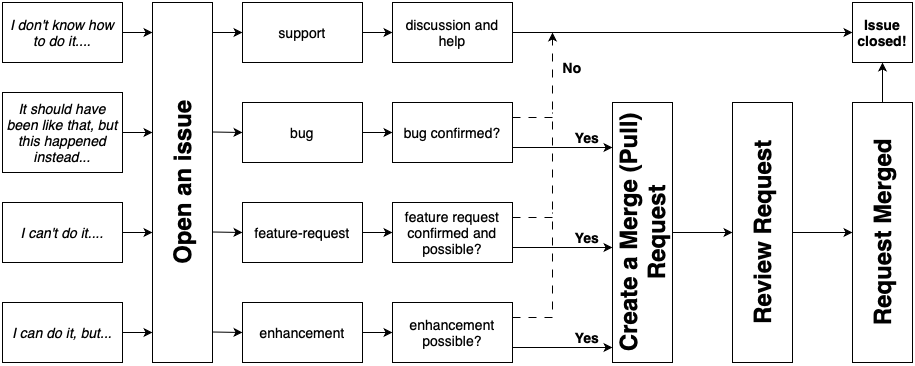 I don't know how
to do it....
support
discussion and
help
Issue
closed!
No
It should have
been like that, but
this happened
instead...
Open an issue
bug
bug confirmed?
Yes
Create a Merge (Pull)
Request
Review Request
Request Merged
I can't do it....
feature-request
feature request
confirmed and
possible?
Yes
I can do it, but...
enhancement
enhancement
possible?
Yes